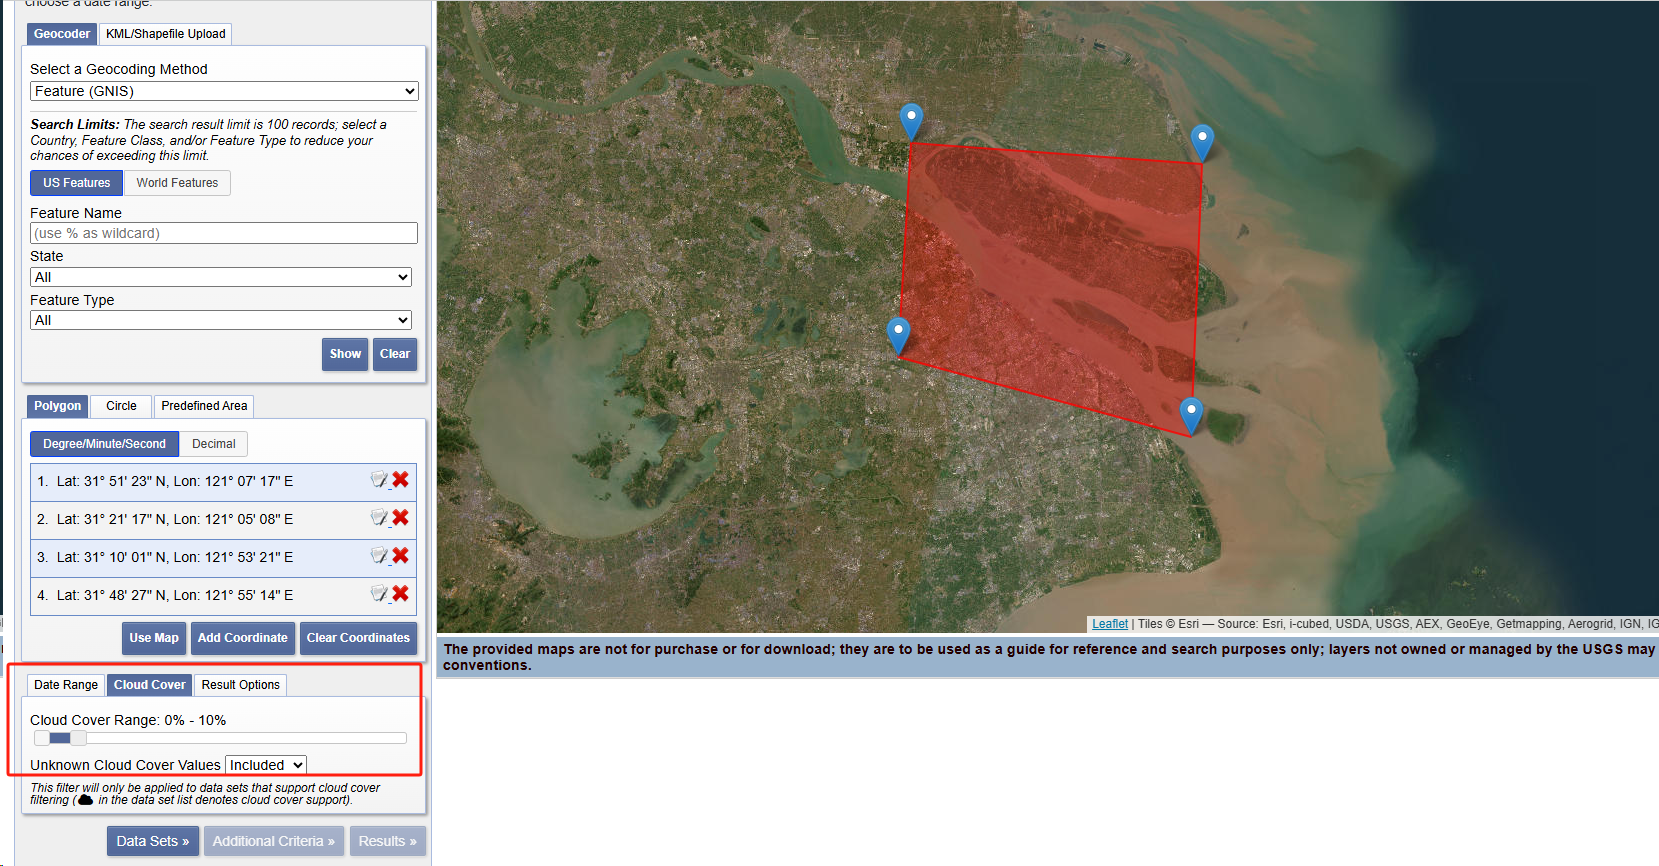 choose a date range.
Geocoder
KML/Shapefile Upload
Select a Geocoding Method
Feature (GNIS)
Search Limits: The search result limit is 100 records; select a
Country, Feature Class, and/or Feature Type to reduce your
chances of exceeding this limit.
US Features
World Features
Feature Name
(use % as wildcard)
State
All
Feature Type
All
Show
Clear
Polygon
Circle
Predefined Area
Degree/Minute/Second
Decimal
1. Lat: 31° 51' 23" N, Lon: 121° 07' 17" E
2. Lat: 31° 21' 17" N, Lon: 121° 05' 08" E
3. Lat: 31° 10' 01" N, Lon: 121° 53' 21" E
4. Lat: 31° 48' 27" N, Lon: 121° 55' 14" E
Use Map
Add Coordinate
Clear Coordinates
Date Range
Cloud Cover
Result Options
Cloud Cover Range: 0% - 10%
Unknown Cloud Cover Values Included
This filter will only be applied to data sets that support cloud cover
filtering ( in the data set list denotes cloud cover support).
Data Sets »
Additional Criteria »
Results »
Leaflet | Tiles © Esri — Source: Esri, i-cubed, USDA, USGS, AEX, GeoEye, Getmapping, Aerogrid, IGN, IG
The provided maps are not for purchase or for download; they are to be used as a guide for reference and search purposes only; layers not owned or managed by the USGS may
conventions.